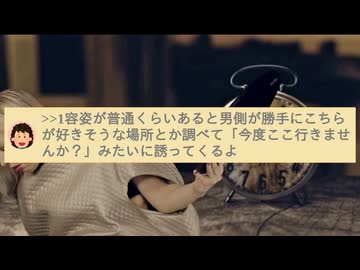 >>1容姿が普通くらいあると男側が勝手にこちら
が好きそうな場所とか調べて「今度ここ行きませ
んか？」みたいに誘ってくるよ